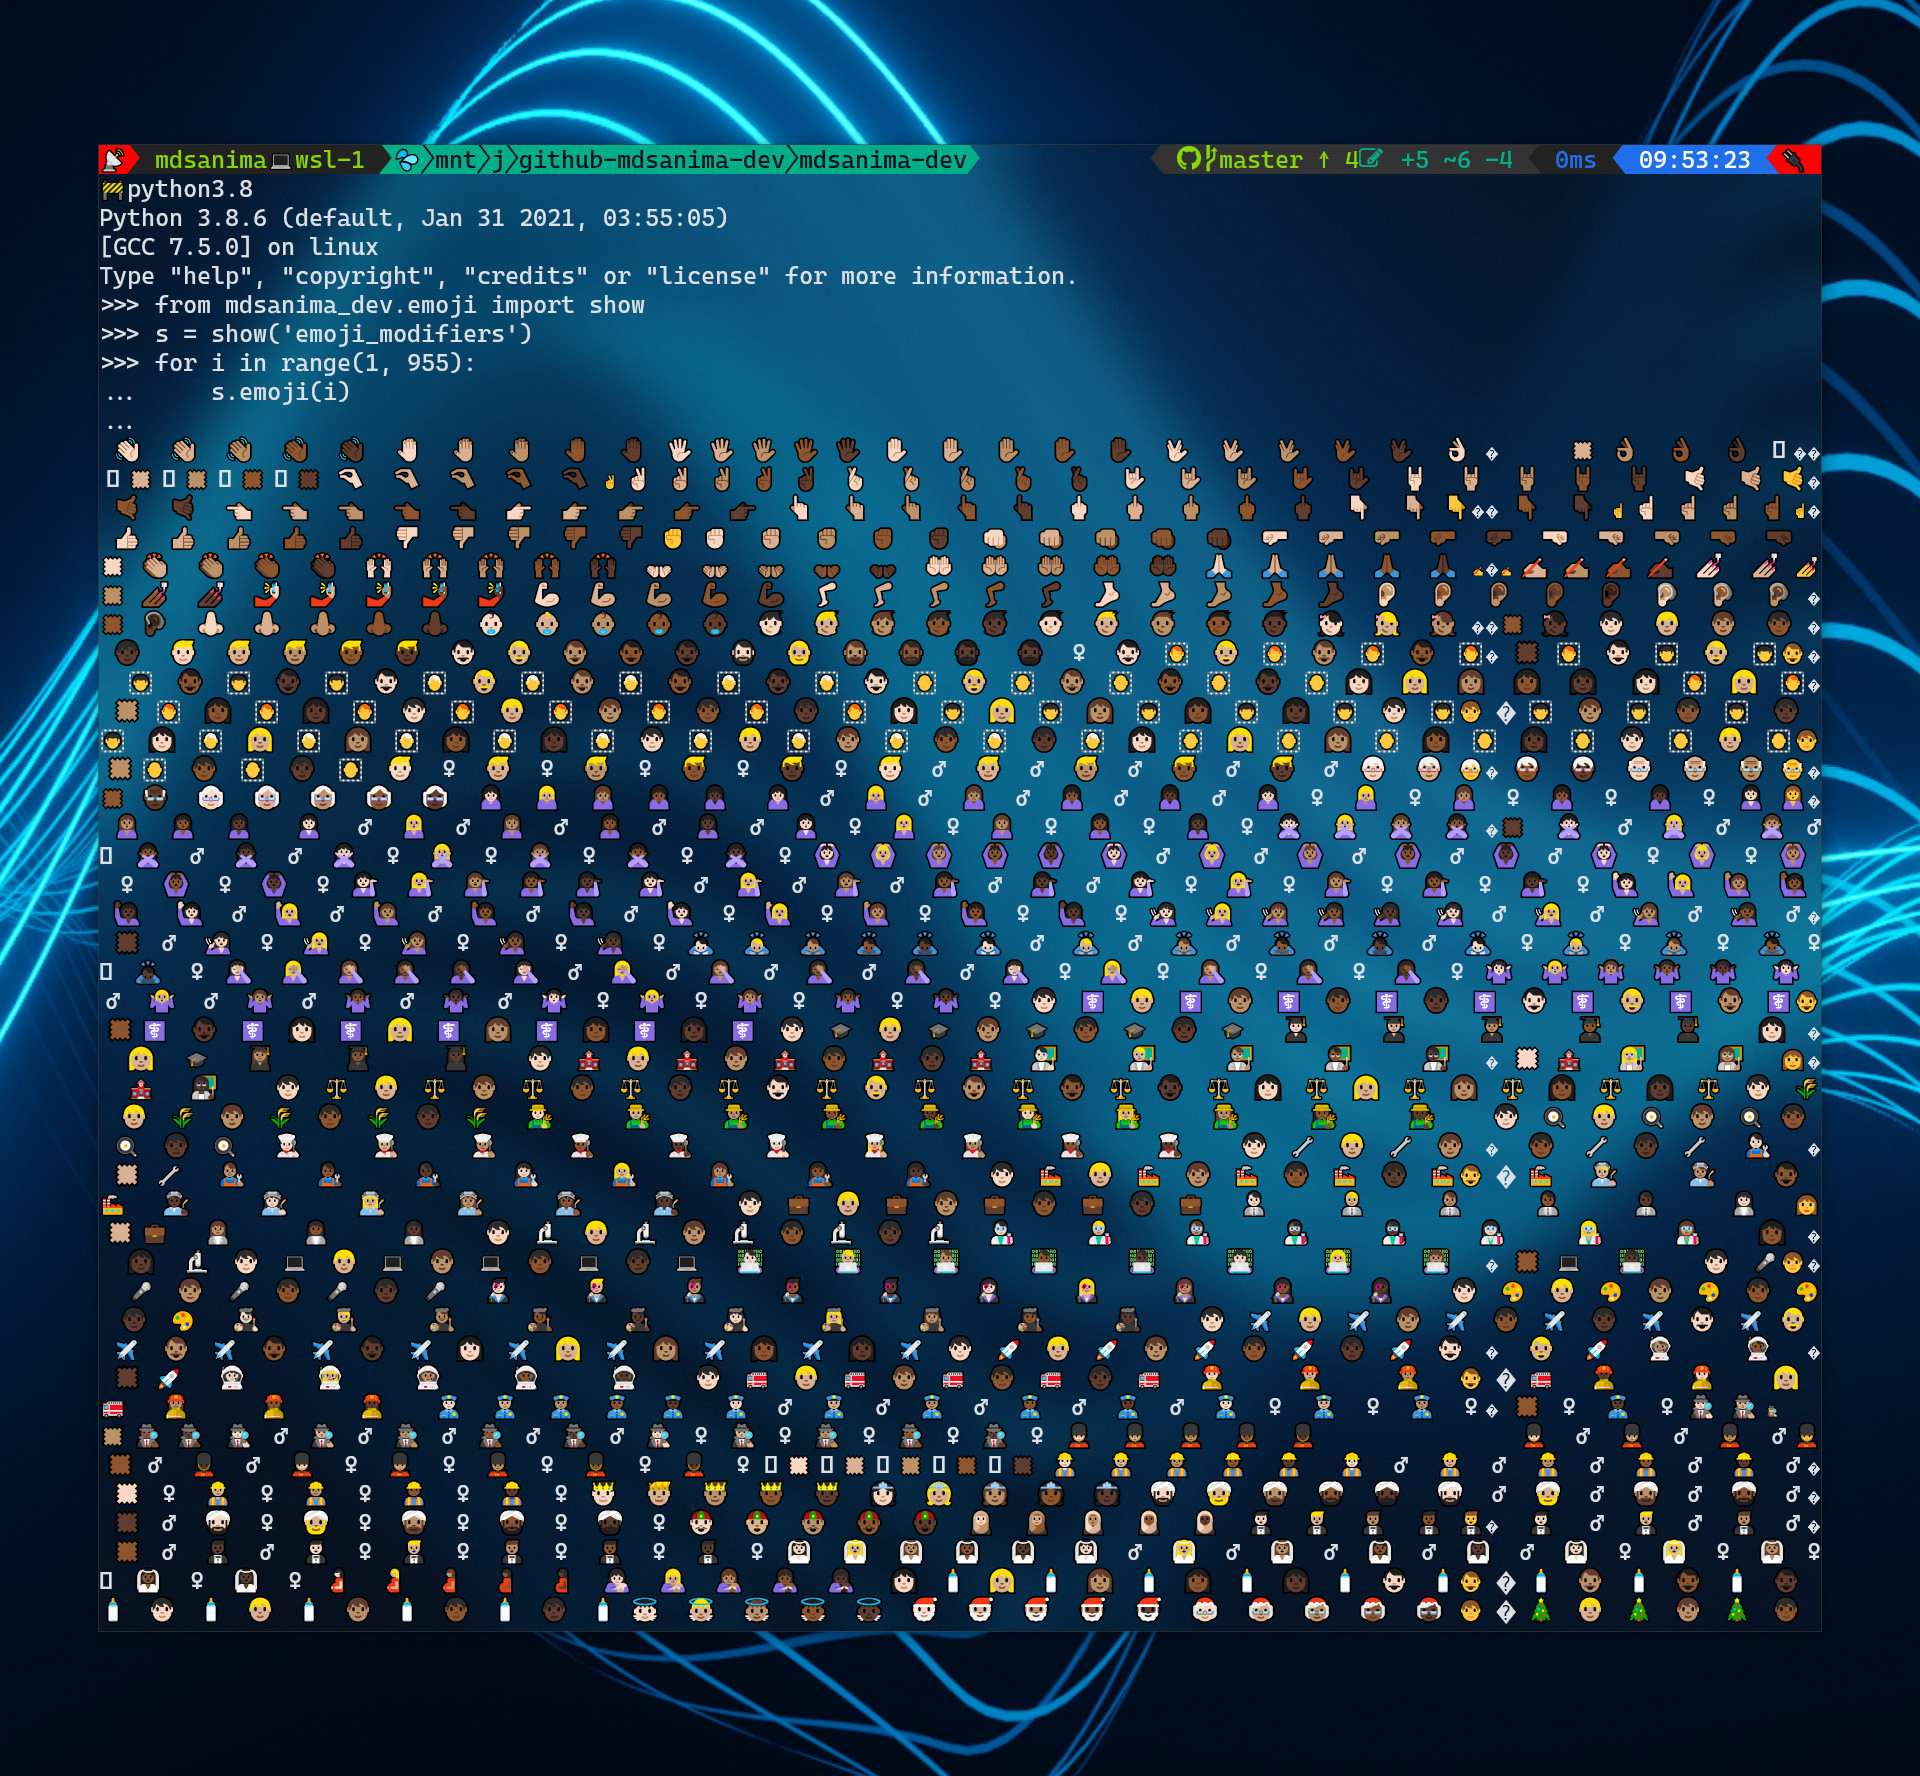 mdsanima wsl-1 mnt j github-mdsanima-dev mdsanima-dev master ↑ 4 +5 ~6 -4 0ms 09:53:23
python3.8
Python 3.8.6 (default, Jan 31 2021, 03:55:05)
[GCC 7.5.0] on linux
Type "help", "copyright", "credits" or "license" for more information.
>>> from mdsanima_dev.emoji import show
>>> s = show('emoji_modifiers')
>>> for i in range(1, 955):
...     s.emoji(i)
...